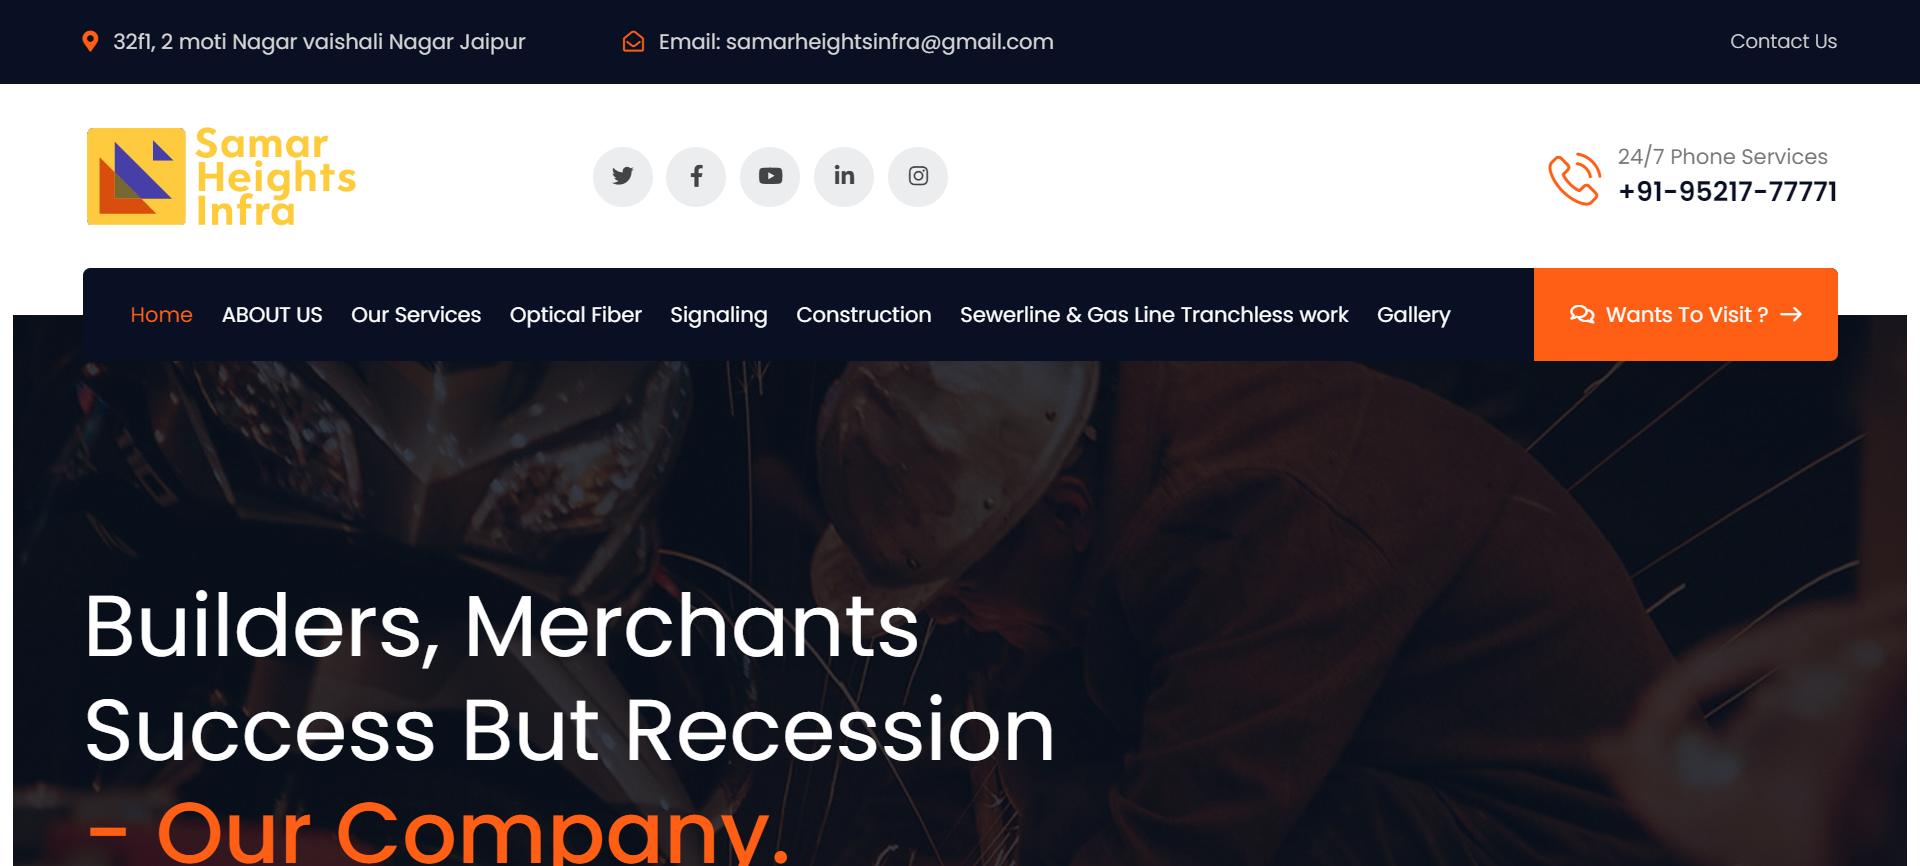 32f1, 2 moti Nagar vaishali Nagar Jaipur
Email: samarheightsinfra@gmail.com
Contact Us
Samar
Heights
Infra
24/7 Phone Services
+91-95217-77771
Home
ABOUT US
Our Services
Optical Fiber
Signaling
Construction
Sewerline & Gas Line Tranchless work
Gallery
Wants To Visit ?
Builders, Merchants
Success But Recession
- Our Company.